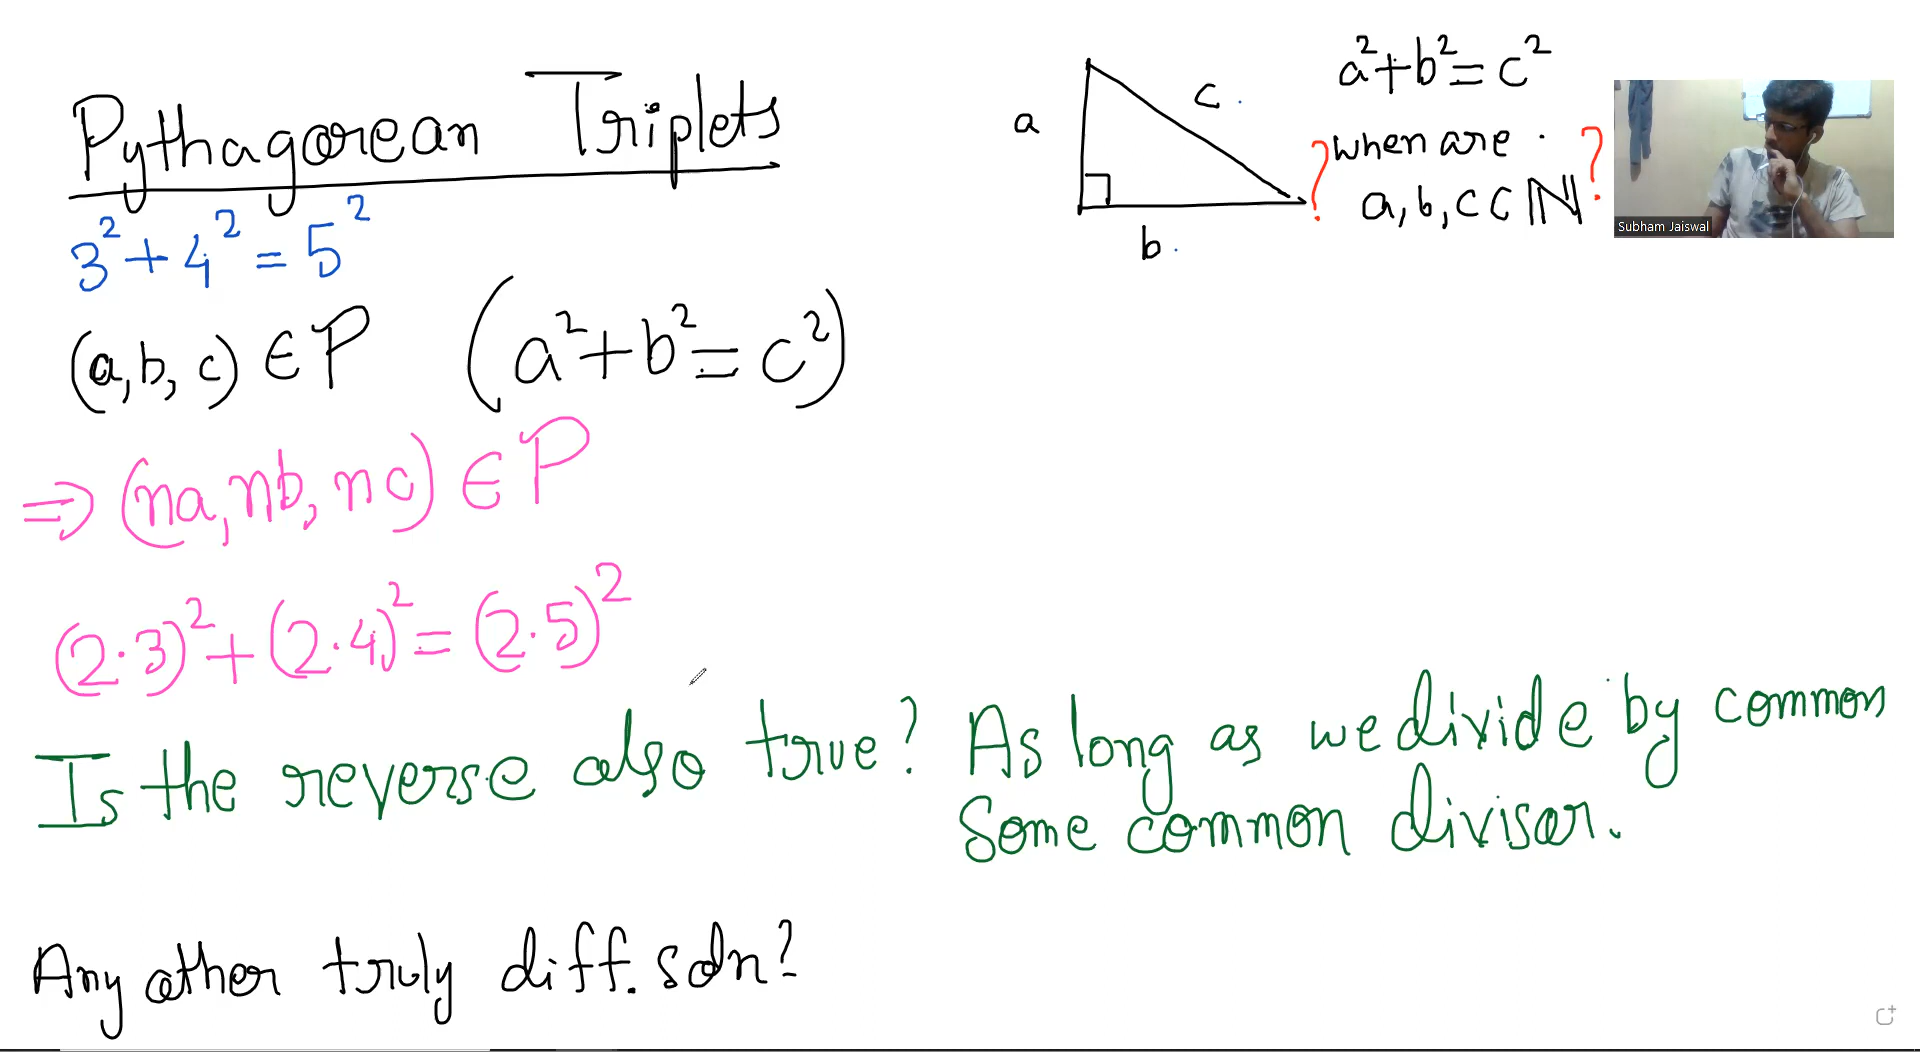 Pythagorean Triplets
3² + 4² = 5²
(a, b, c) ∈ P (a² + b² = c²)
⇒ (na, nb, nc) ∈ P
(2·3)² + (2·4)² = (2·5)²
Is the reverse also true? As long as we divide by common
Some common divisor.
Any other truly diff. soln?
a
c
b
a² + b² = c²
? when are ?
a, b, c ⊂ ℕ
Subham Jaiswal